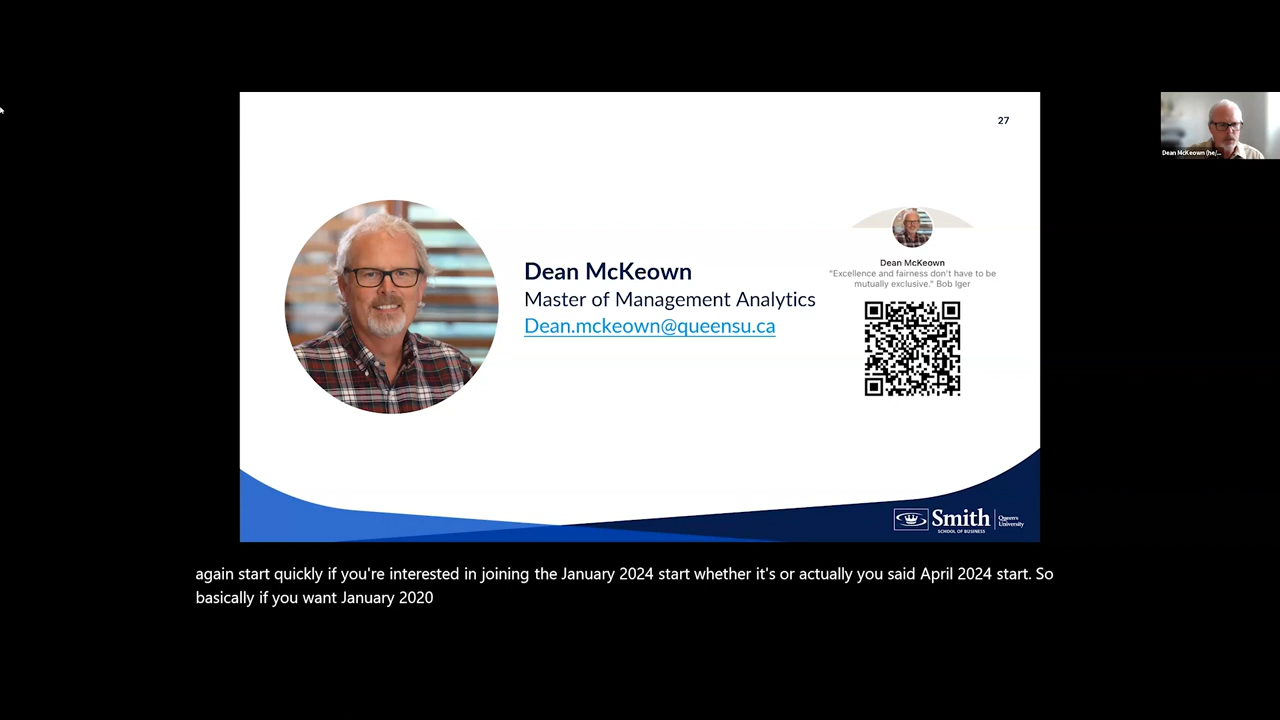 27
Dean McKeown (he/...
Dean McKeown
Master of Management Analytics
Dean.mckeown@queensu.ca
Dean McKeown
"Excellence and fairness don't have to be
mutually exclusive." Bob Iger
Smith
SCHOOL OF BUSINESS
Queen's
University
again start quickly if you're interested in joining the January 2024 start whether it's or actually you said April 2024 start. So
basically if you want January 2020